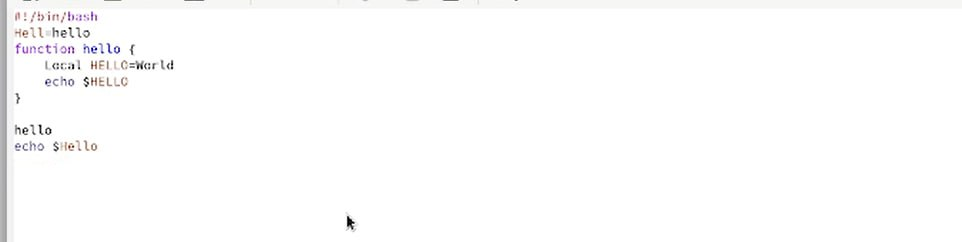 #!/bin/bash
Hell=hello
function hello {
    Local HELLO=World
    echo $HELLO
}

hello
echo $Hello